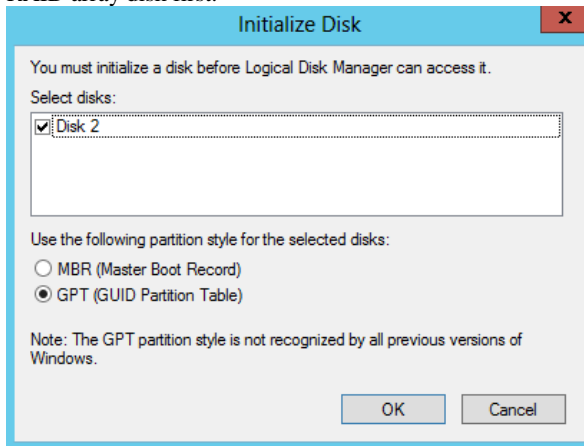 Initialize Disk
x
You must initialize a disk before Logical Disk Manager can access it.
Select disks:
Disk 2
Use the following partition style for the selected disks:
MBR (Master Boot Record)
GPT (GUID Partition Table)
Note: The GPT partition style is not recognized by all previous versions of
Windows.
OK Cancel